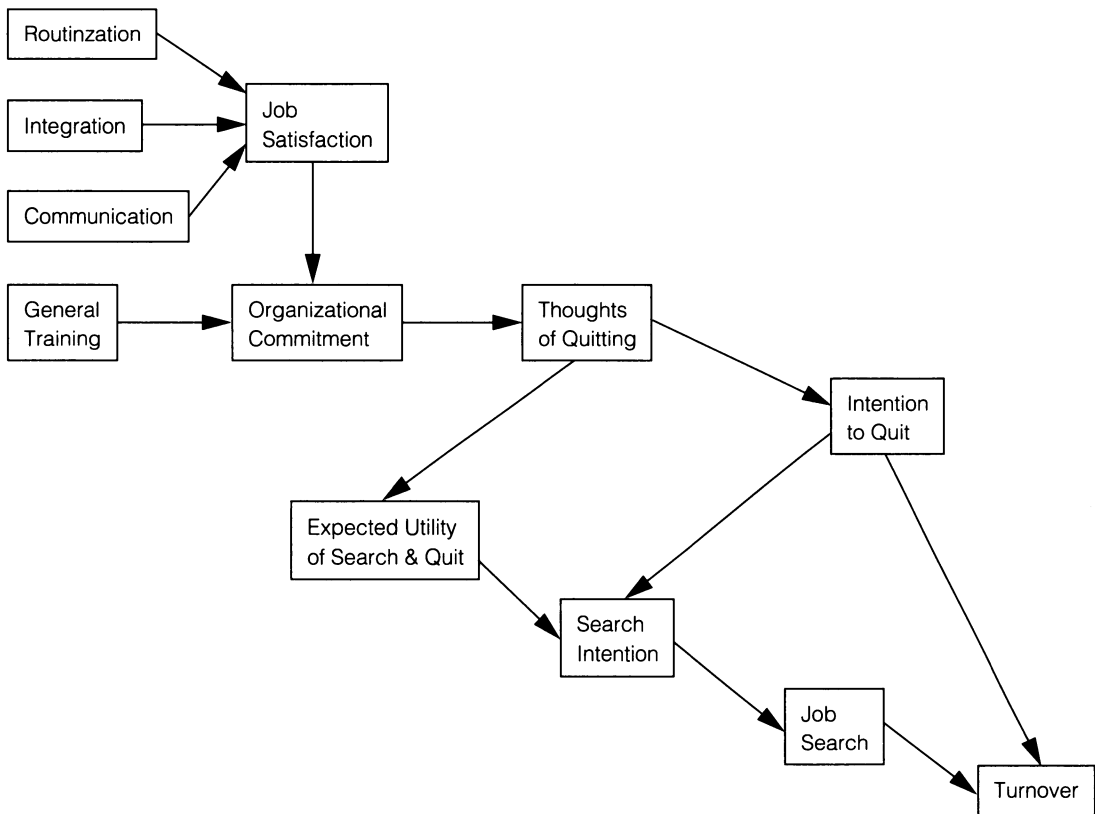 Routinzation
Job
Satisfaction
Integration
Communication
General
Training
Organizational
Commitment
Thoughts
of Quitting
Intention
to Quit
Expected Utility
of Search & Quit
Search
Intention
Job
Search
Turnover